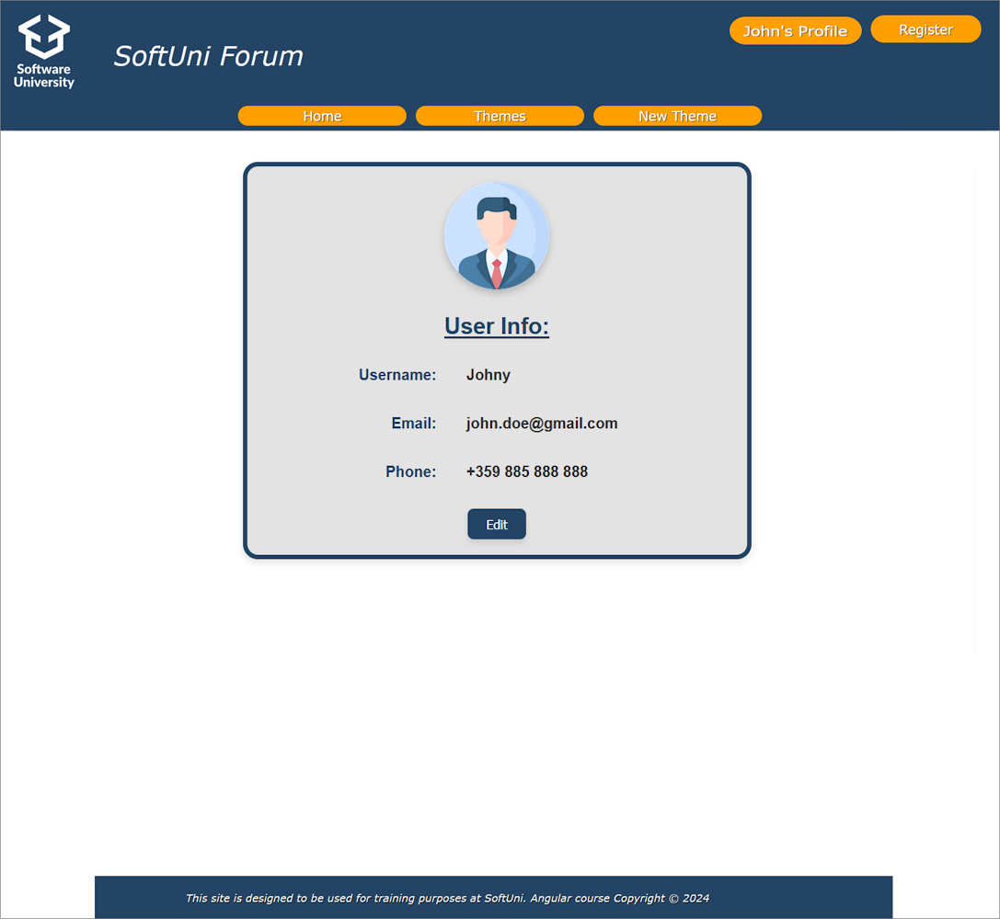 Software
University
SoftUni Forum
John's Profile
Register
Home
Themes
New Theme
User Info:
Username: Johny
Email: john.doe@gmail.com
Phone: +359 885 888 888
Edit
This site is designed to be used for training purposes at SoftUni. Angular course Copyright © 2024